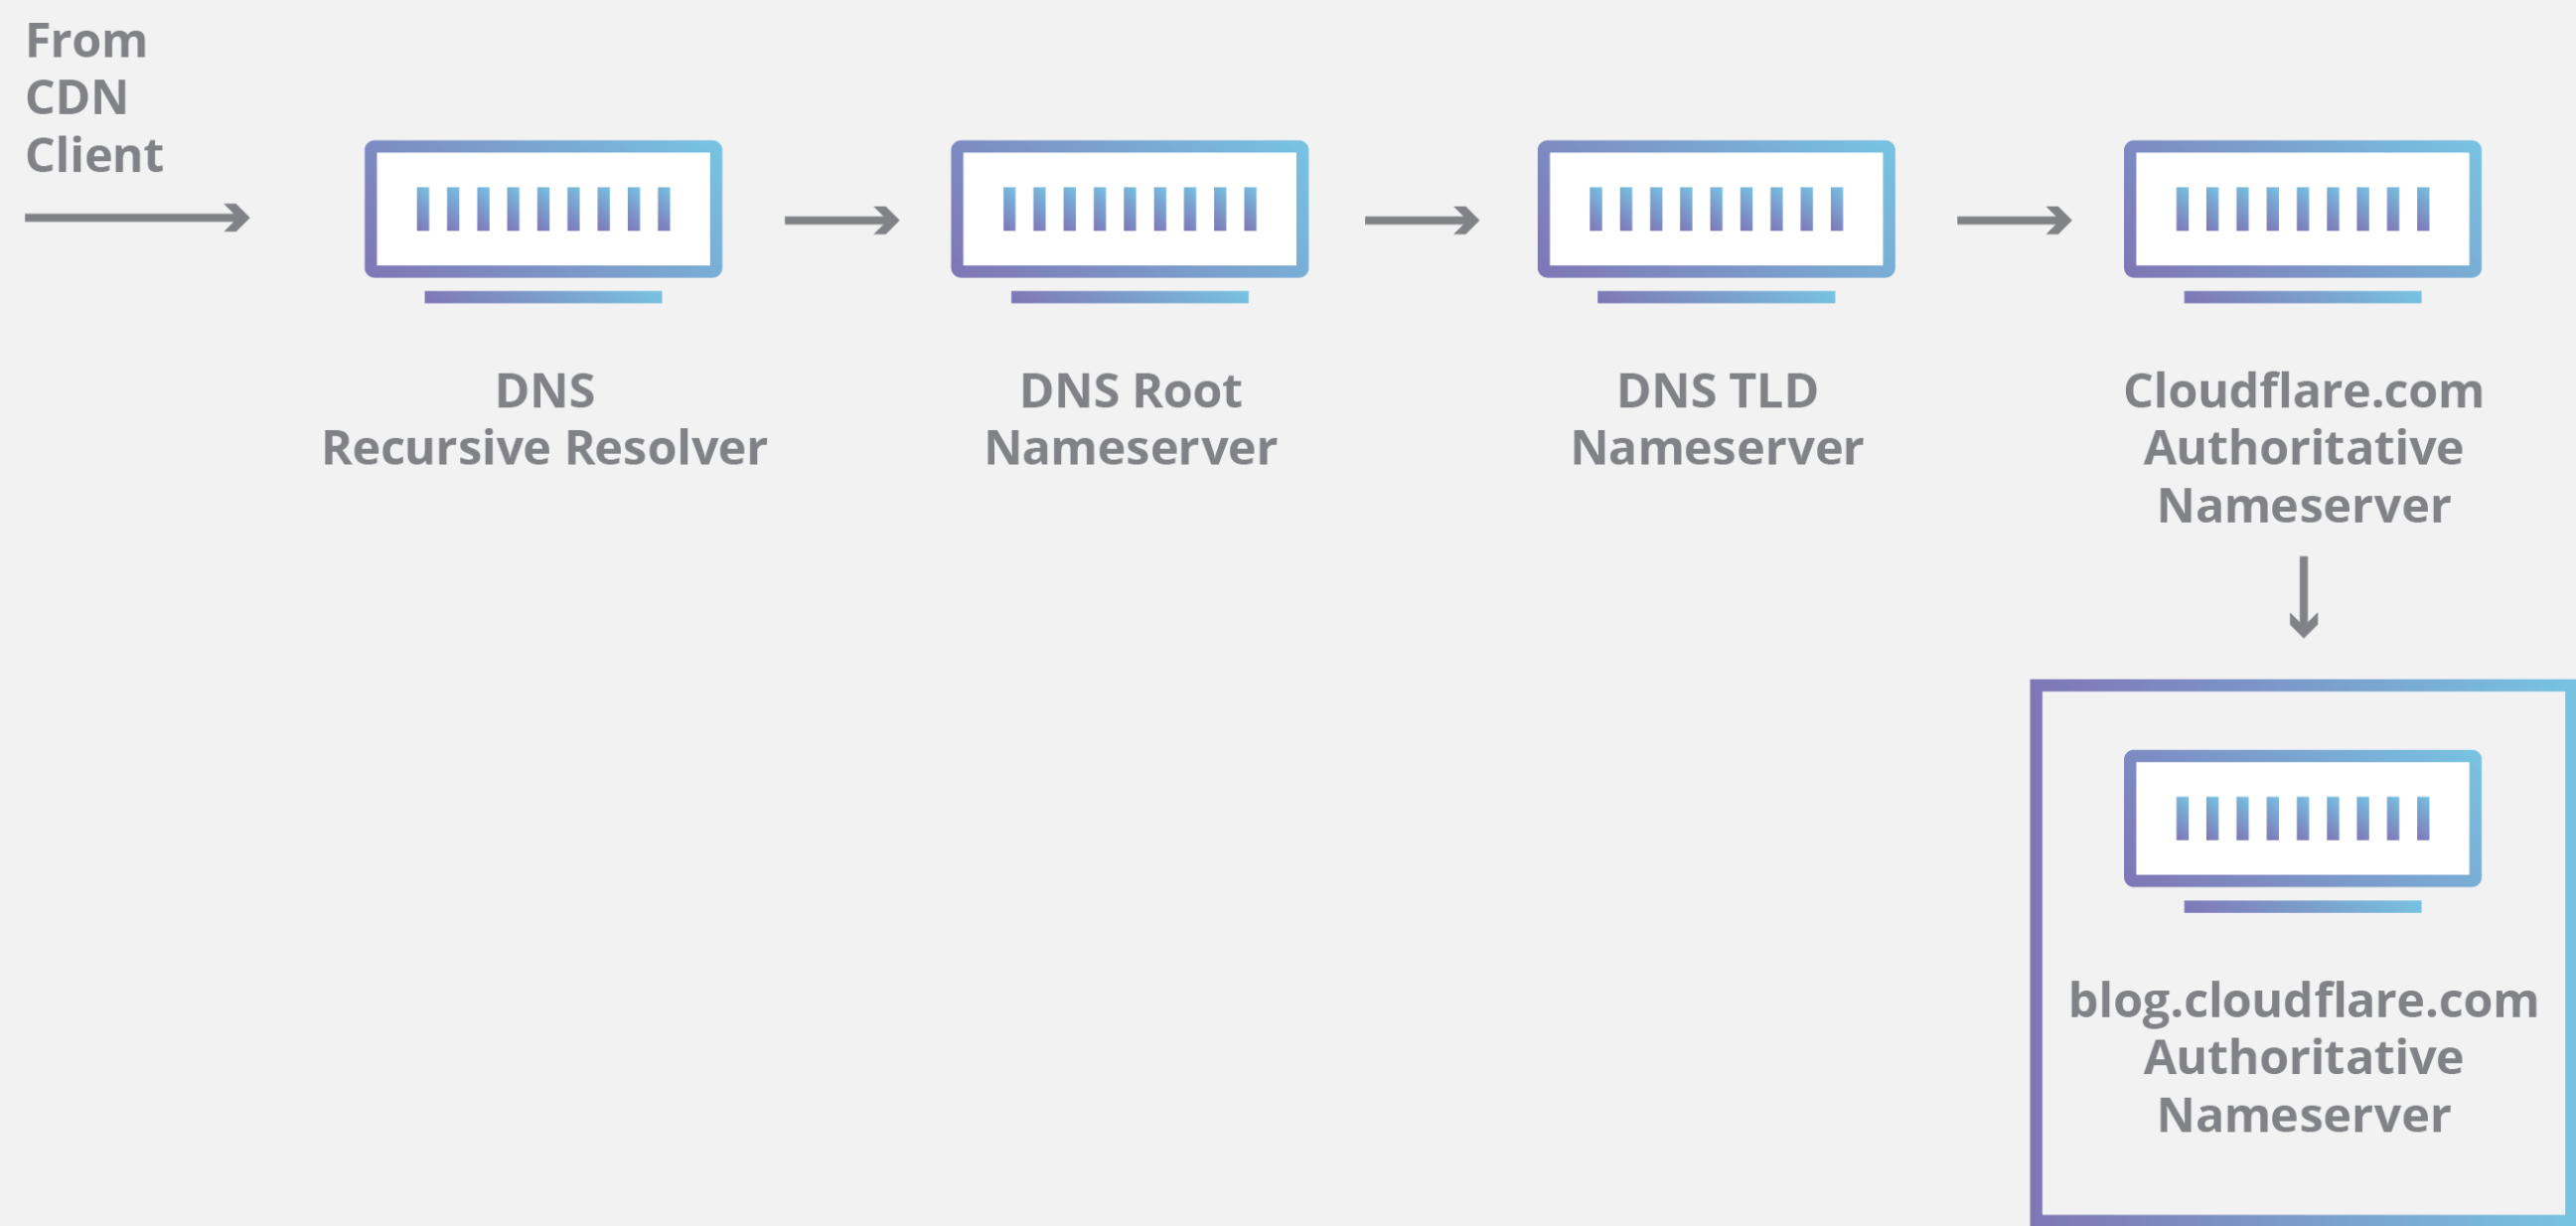 From
CDN
Client
DNS
Recursive Resolver
DNS Root
Nameserver
DNS TLD
Nameserver
Cloudflare.com
Authoritative
Nameserver
blog.cloudflare.com
Authoritative
Nameserver